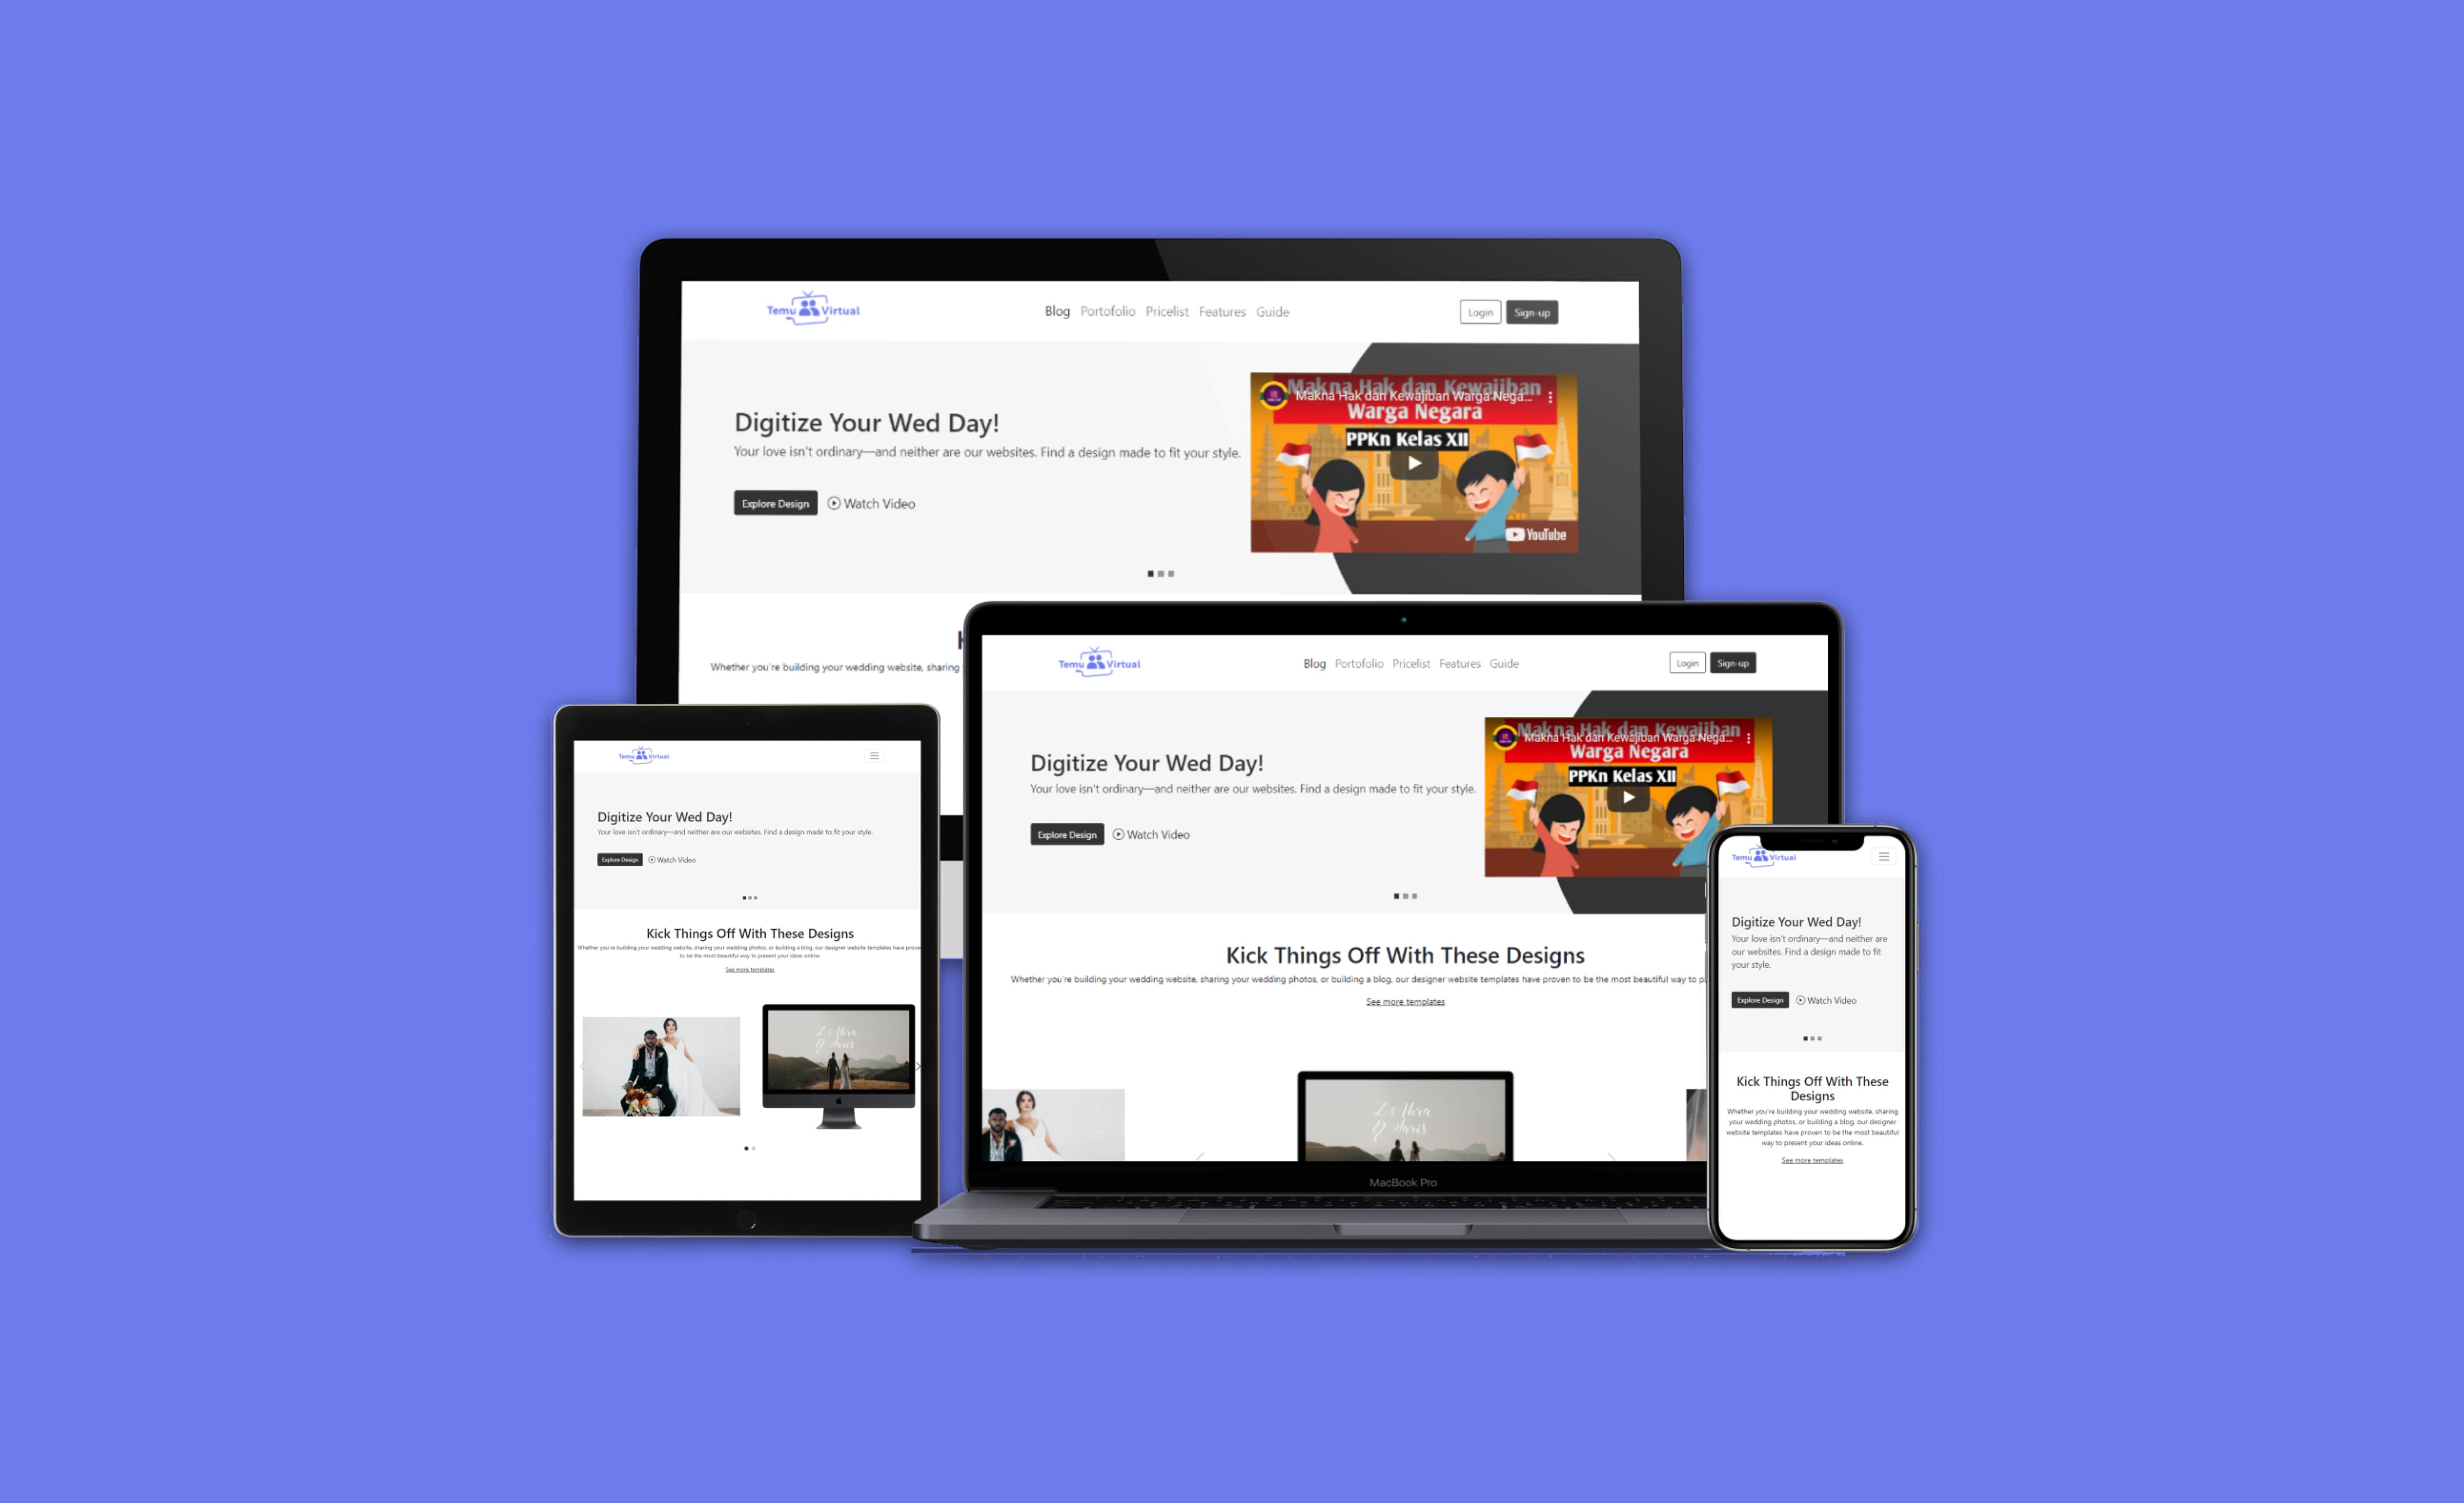 Temu Virtual
Blog Portofolio Pricelist Features Guide
Login Sign-up
Digitize Your Wed Day!
Your love isn't ordinary—and neither are our websites. Find a design made to fit your style.
Explore Design Watch Video
Makna Hak dan Kewajiban
Makna Hak dan Kewajiban Warga Nega...
Warga Negara
PPKn Kelas XII
YouTube
Whether you're building your wedding website, sharing
Temu Virtual
Blog Portofolio Pricelist Features Guide
Login Sign-up
Digitize Your Wed Day!
Your love isn't ordinary—and neither are our websites. Find a design made to fit your style.
Explore Design Watch Video
Makna Hak dan Kewajiban
Makna Hak dan Kewajiban Warga Nega...
Warga Negara
PPKn Kelas XII
Kick Things Off With These Designs
Whether you're building your wedding website, sharing your wedding photos, or building a blog, our designer website templates have proven to be the most beautiful way to
See more templates
MacBook Pro
Temu Virtual
Digitize Your Wed Day!
Your love isn't ordinary—and neither are our websites. Find a design made to fit your style.
Explore Design Watch Video
Kick Things Off With These Designs
Whether you're building your wedding website, sharing your wedding photos, or building a blog, our designer website templates have prove
to be the most beautiful way to present your ideas online.
See more templates
Temu Virtual
Digitize Your Wed Day!
Your love isn't ordinary—and neither are
our websites. Find a design made to fit
your style.
Explore Design Watch Video
Kick Things Off With These
Designs
Whether you're building your wedding website, sharing
your wedding photos, or building a blog, our designer
website templates have proven to be the most beautiful
way to present your ideas online.
See more templates